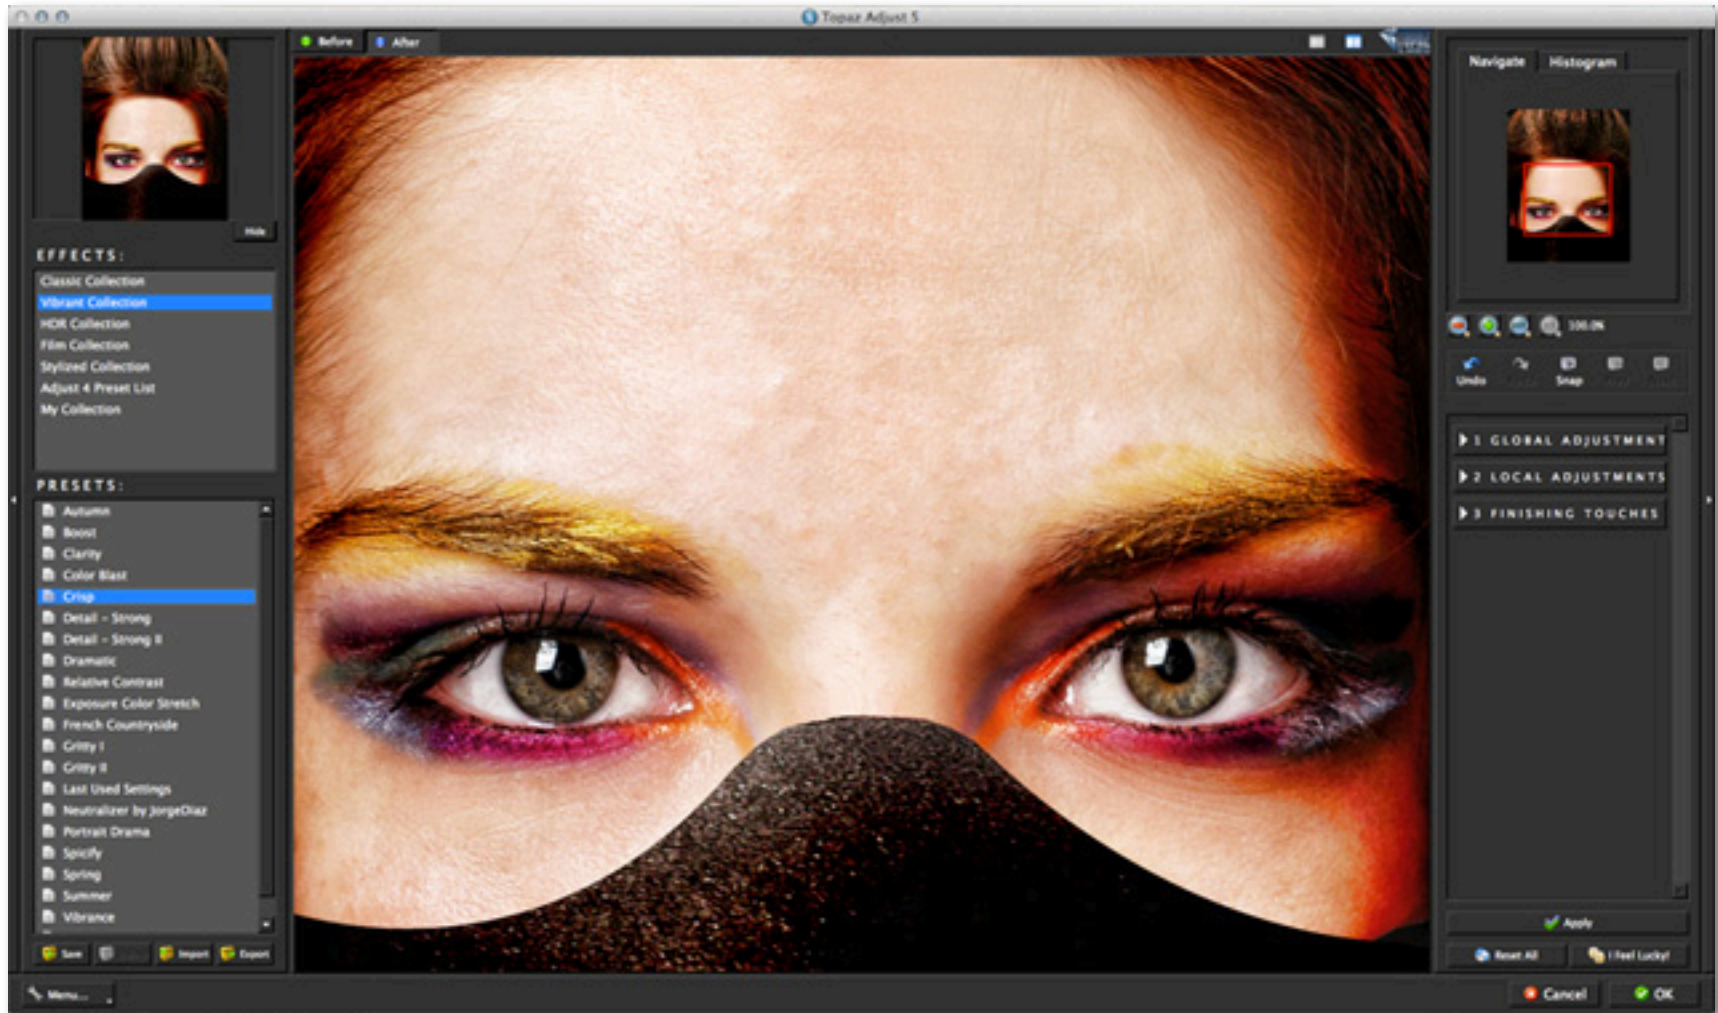 Topaz Adjust 5
Before
After
Hide
EFFECTS:
Classic Collection
Vibrant Collection
HDR Collection
Film Collection
Stylized Collection
Adjust 4 Preset List
My Collection
PRESETS:
Autumn
Boost
Clarity
Color Blast
Crisp
Detail - Strong
Detail - Strong II
Dramatic
Relative Contrast
Exposure Color Stretch
French Countryside
Gritty I
Gritty II
Last Used Settings
Neutralizer by JorgeDiaz
Portrait Drama
Spicify
Spring
Summer
Vibrance
Save
Import
Export
Menu...
Navigate
Histogram
100.0%
Undo
Snap
1 GLOBAL ADJUSTMENT
2 LOCAL ADJUSTMENTS
3 FINISHING TOUCHES
Apply
Reset All
I Feel Lucky!
Cancel
OK